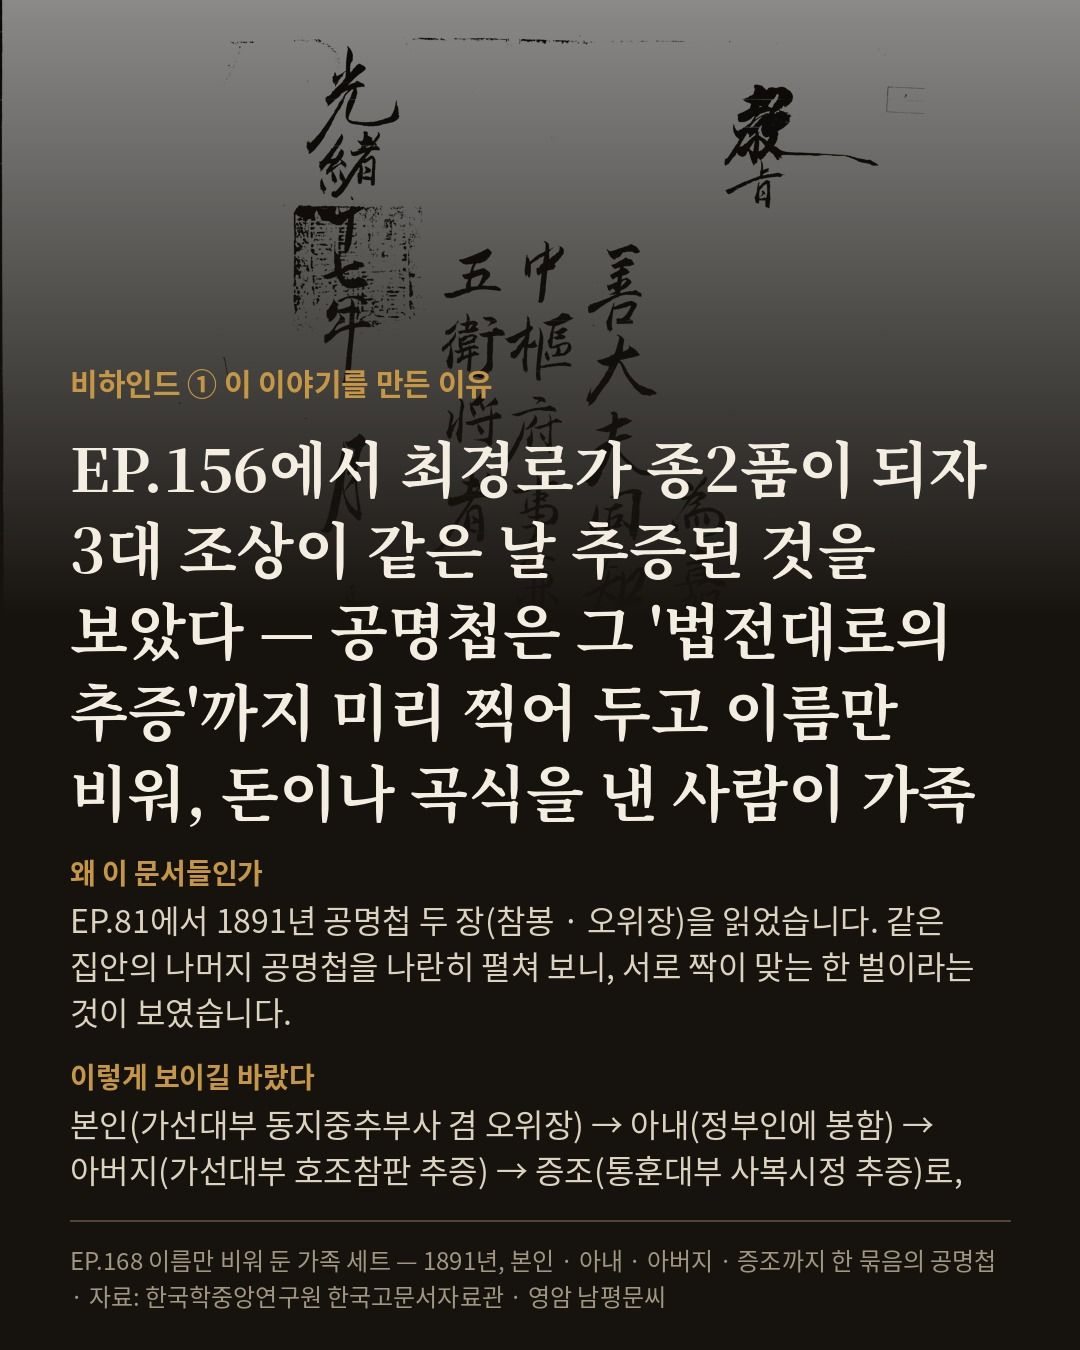 敎旨
爲嘉
善大夫同知
中樞府事兼
五衛將者
光緖十七年 月
비하인드 ① 이 이야기를 만든 이유
EP.156에서 최경로가 종2품이 되자
3대 조상이 같은 날 추증된 것을
보았다 — 공명첩은 그 '법전대로의
추증'까지 미리 찍어 두고 이름만
비워, 돈이나 곡식을 낸 사람이 가족
왜 이 문서들인가
EP.81에서 1891년 공명첩 두 장(참봉 · 오위장)을 읽었습니다. 같은
집안의 나머지 공명첩을 나란히 펼쳐 보니, 서로 짝이 맞는 한 벌이라는
것이 보였습니다.
이렇게 보이길 바랐다
본인(가선대부 동지중추부사 겸 오위장) → 아내(정부인에 봉함) →
아버지(가선대부 호조참판 추증) → 증조(통훈대부 사복시정 추증)로,
EP.168 이름만 비워 둔 가족 세트 — 1891년, 본인 · 아내 · 아버지 · 증조까지 한 묶음의 공명첩
· 자료: 한국학중앙연구원 한국고문서자료관 · 영암 남평문씨